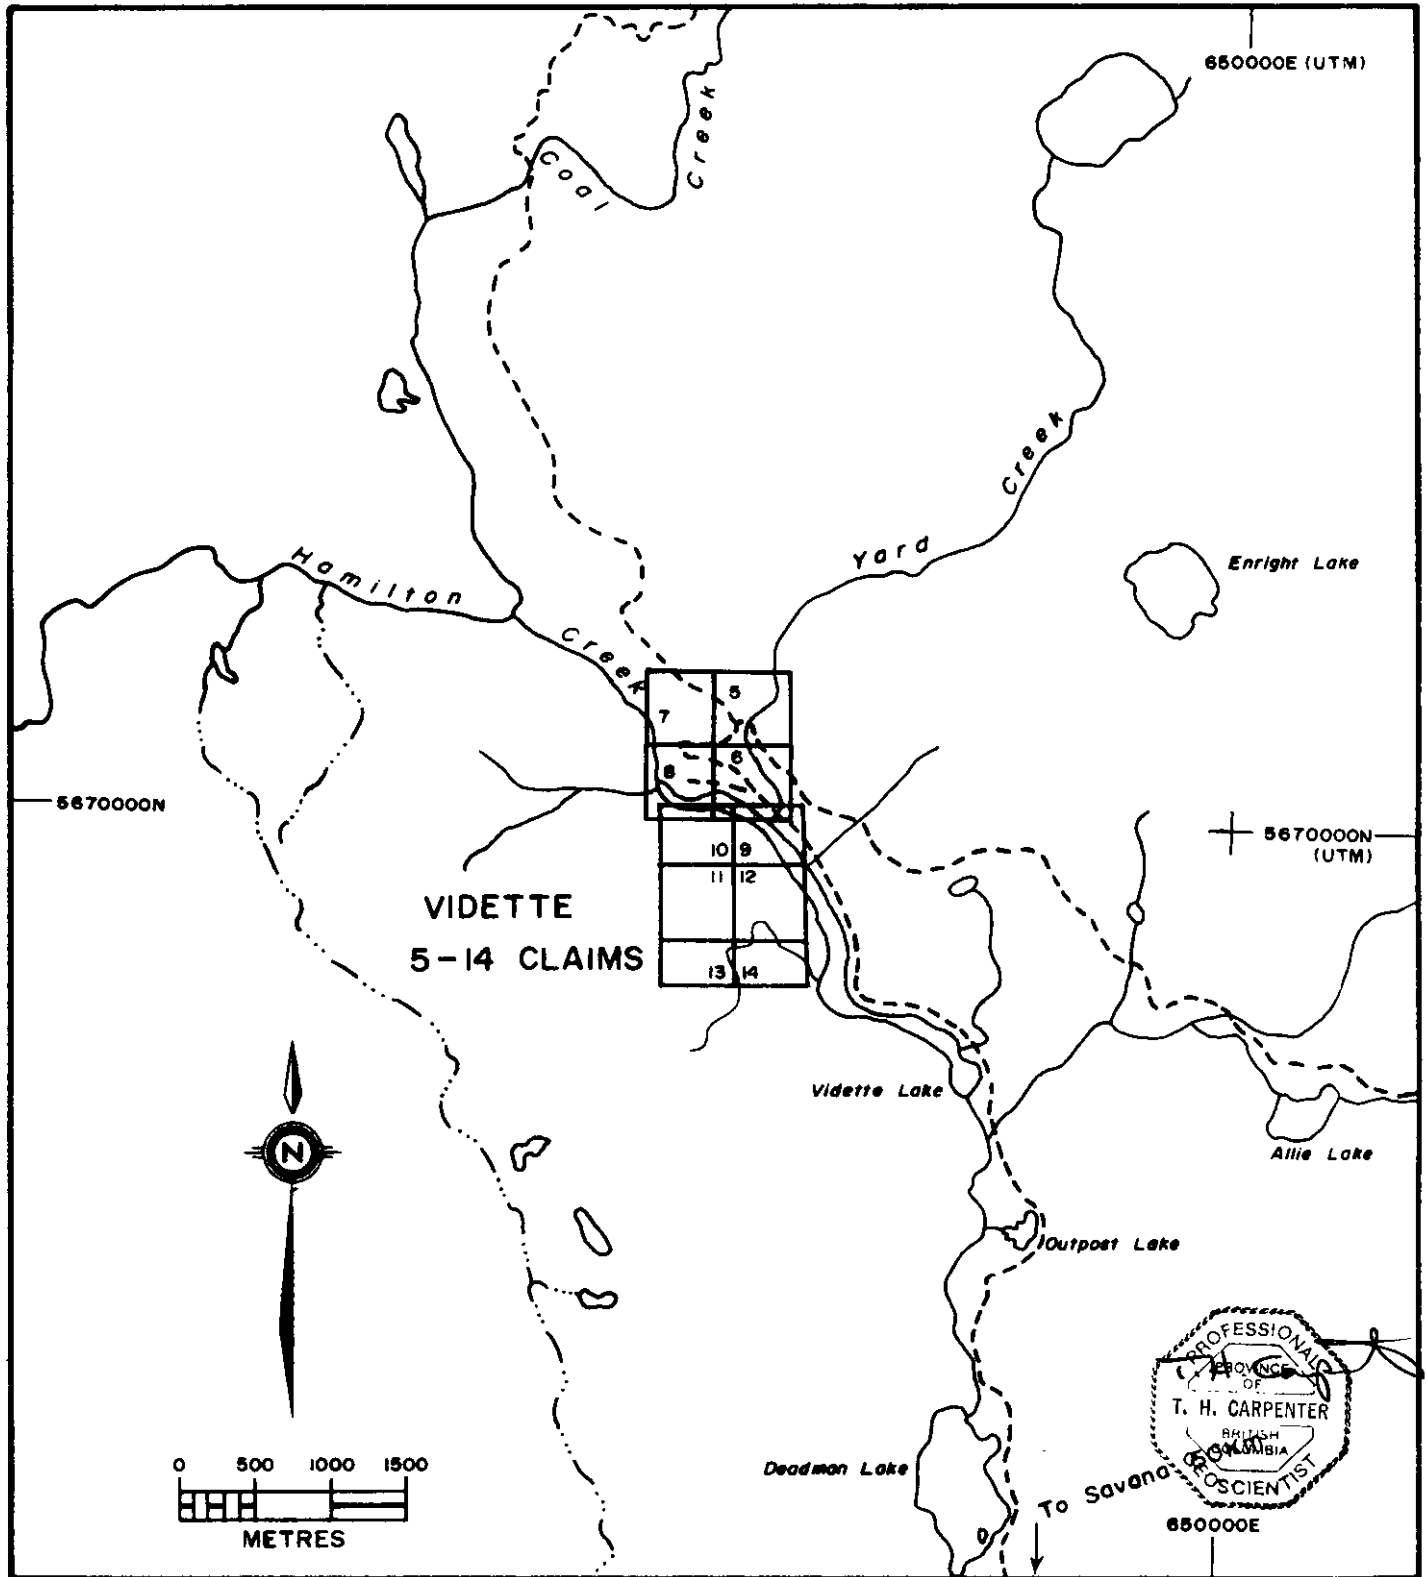 650000E (UTM)
Coal Creek
Yard Creek
Enright Lake
Hamilton Creek
5
7
6
8
5670000N
5670000N
(UTM)
10 9
11 12
VIDETTE
5-14 CLAIMS
13 14
Vidette Lake
N
Allie Lake
Outpost Lake
PROFESSIONAL
PROVINCE
OF
T. H. CARPENTER
BRITISH
COLUMBIA
GEOSCIENTIST
0 500 1000 1500
METRES
Deadman Lake
To Savana
650000E